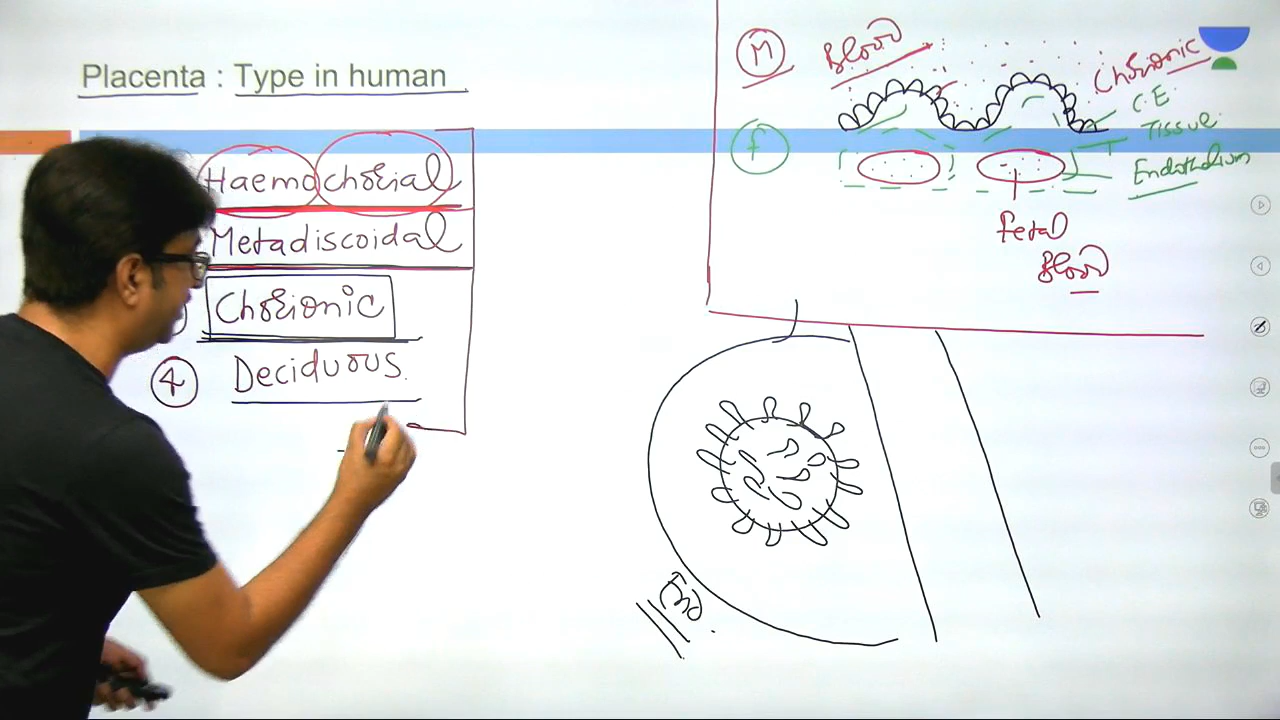 Placenta : Type in human
Haemochorial
Metadiscoidal
Chorionic
4 Deciduous.
M Blood
Chorionic
C.E
Tissue
f
Endothelium
fetal
Blood